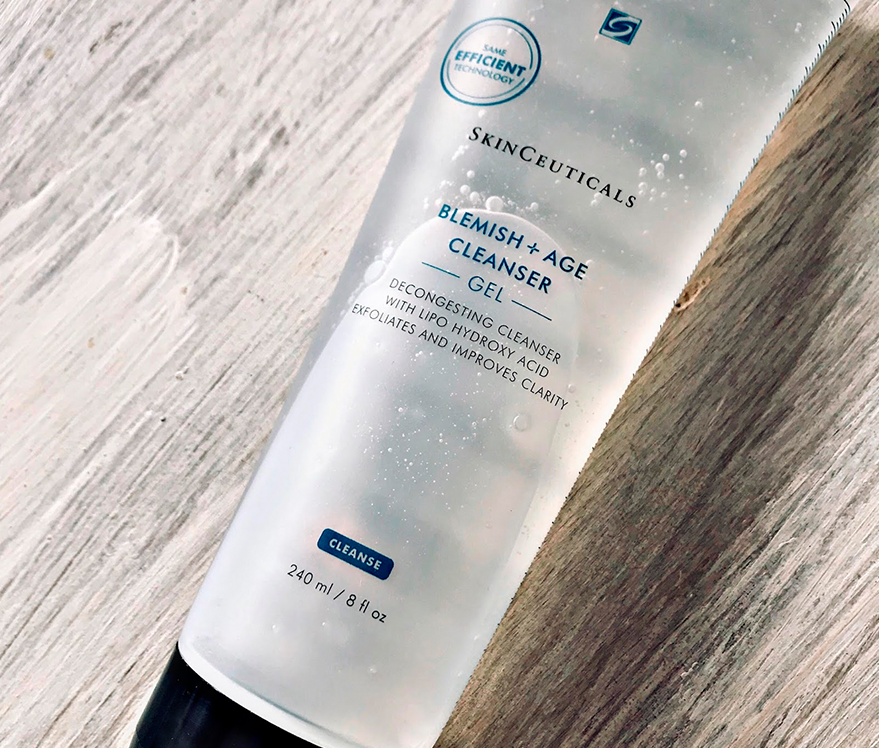 SAME
EFFICIENT
TECHNOLOGY
SKINCEUTICALS
BLEMISH + AGE
CLEANSER
GEL
DECONGESTING CLEANSER
WITH LIPO HYDROXY ACID
EXFOLIATES AND IMPROVES CLARITY
CLEANSE
240 ml / 8 fl oz